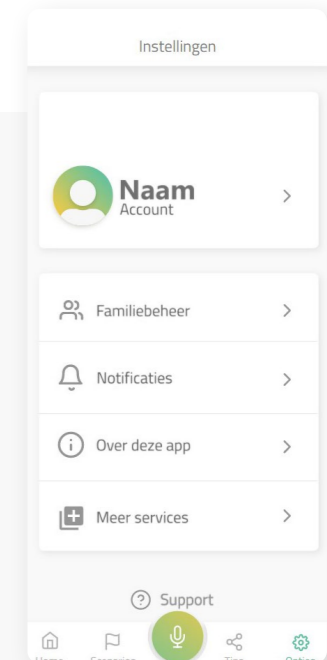 Instellingen
Naam
Account
Familiebeheer
Notificaties
Over deze app
Meer services
Support